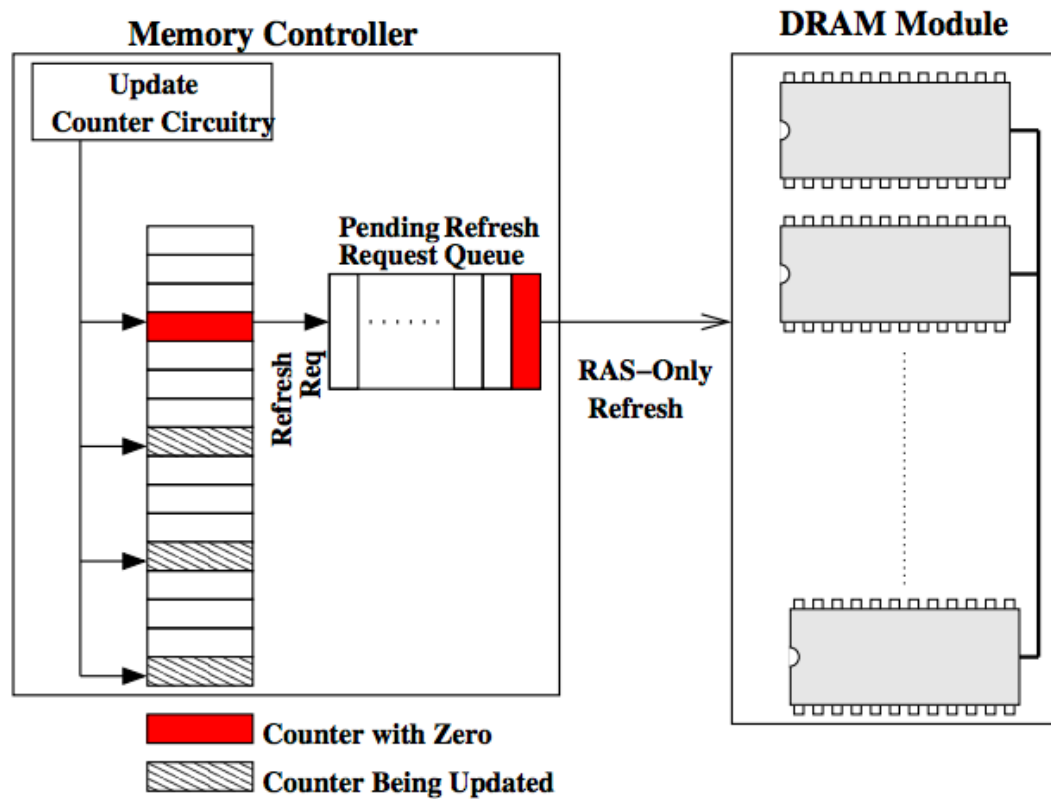 Memory Controller
DRAM Module
Update
Counter Circuitry
Pending Refresh
Request Queue
Refresh
Req
RAS–Only
Refresh
Counter with Zero
Counter Being Updated